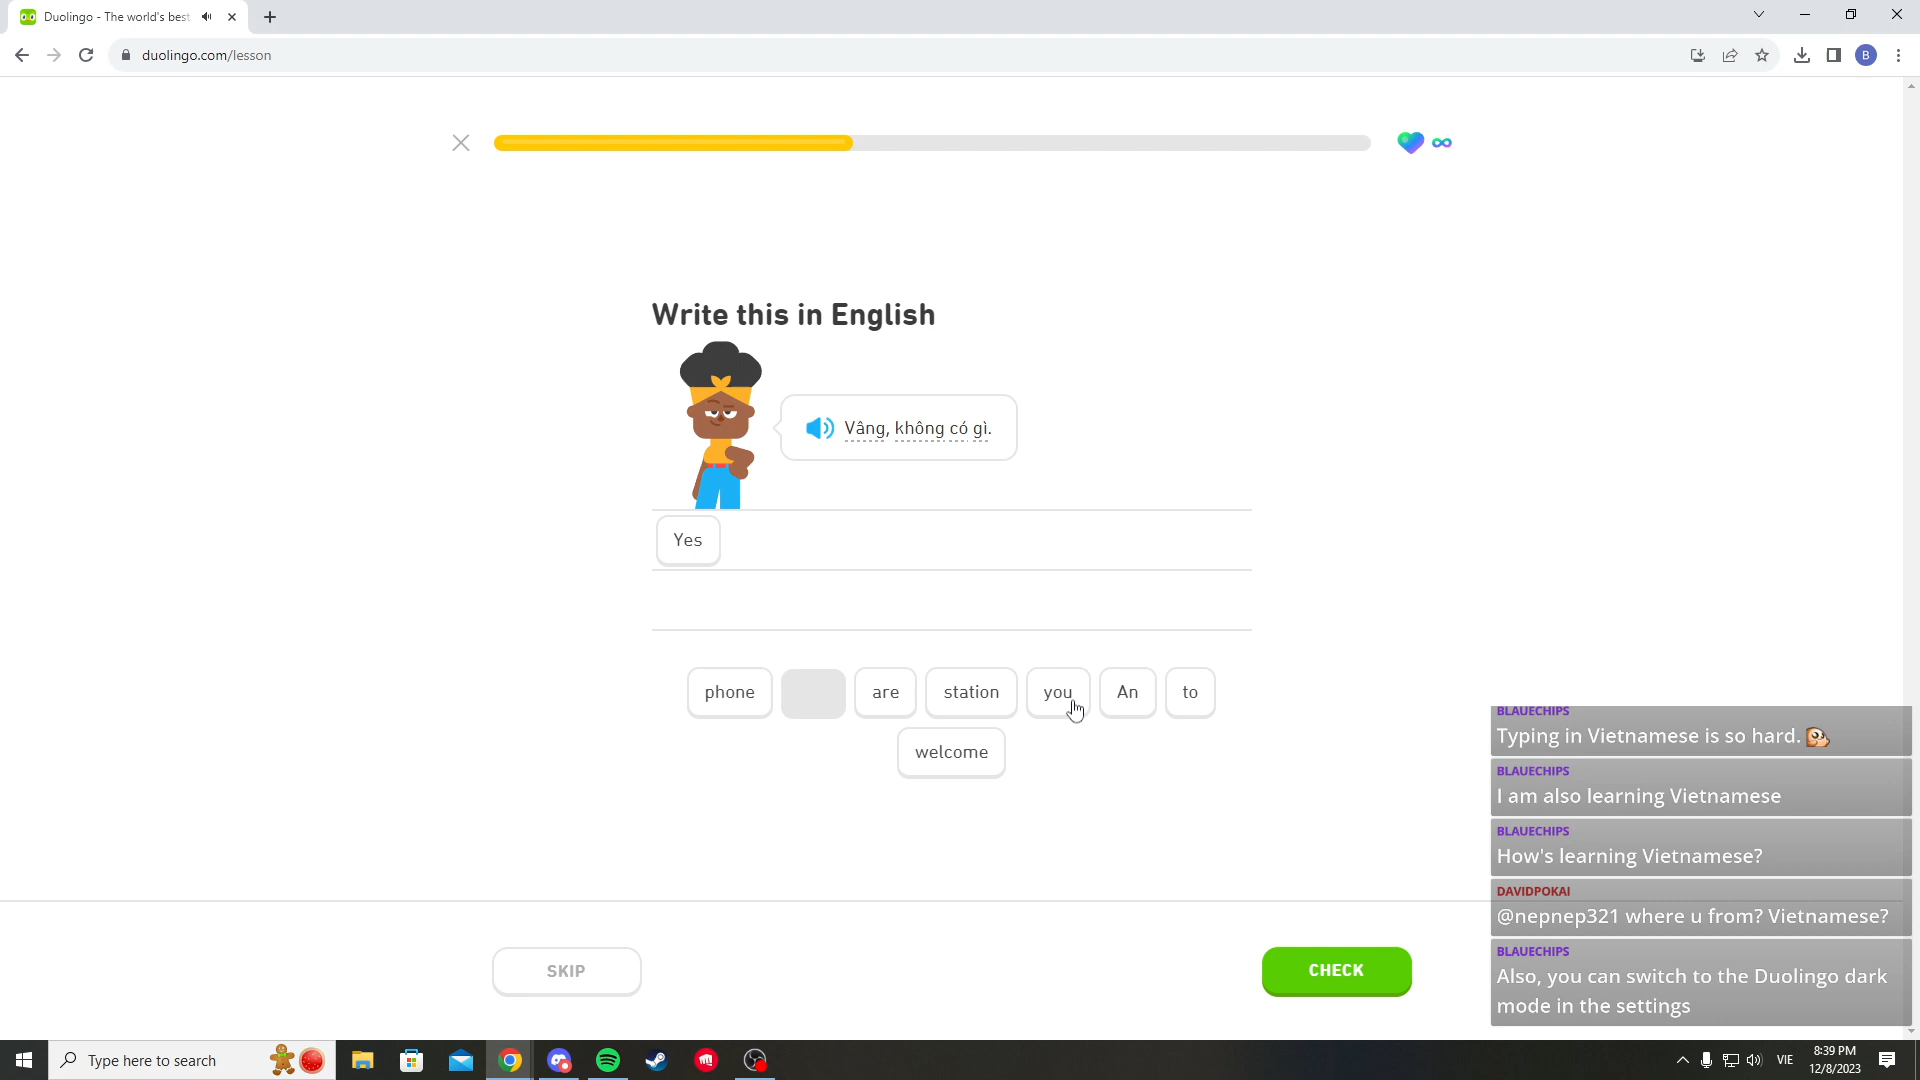 Duolingo - The world's best
duolingo.com/lesson
B
Write this in English
Vâng, không có gì.
Yes
phone
are
station
you
An
to
welcome
SKIP
CHECK
BLAUECHIPS
Typing in Vietnamese is so hard.
BLAUECHIPS
I am also learning Vietnamese
BLAUECHIPS
How's learning Vietnamese?
DAVIDPOKAI
@nepnep321 where u from? Vietnamese?
BLAUECHIPS
Also, you can switch to the Duolingo dark
mode in the settings
Type here to search
VIE
8:39 PM
12/8/2023